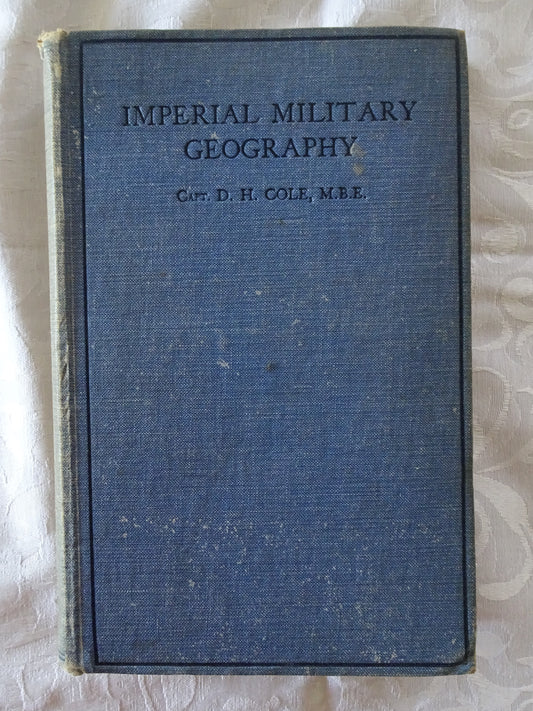 IMPERIAL MILITARY
GEOGRAPHY
CAPT. D. H. COLE, M.B.E.